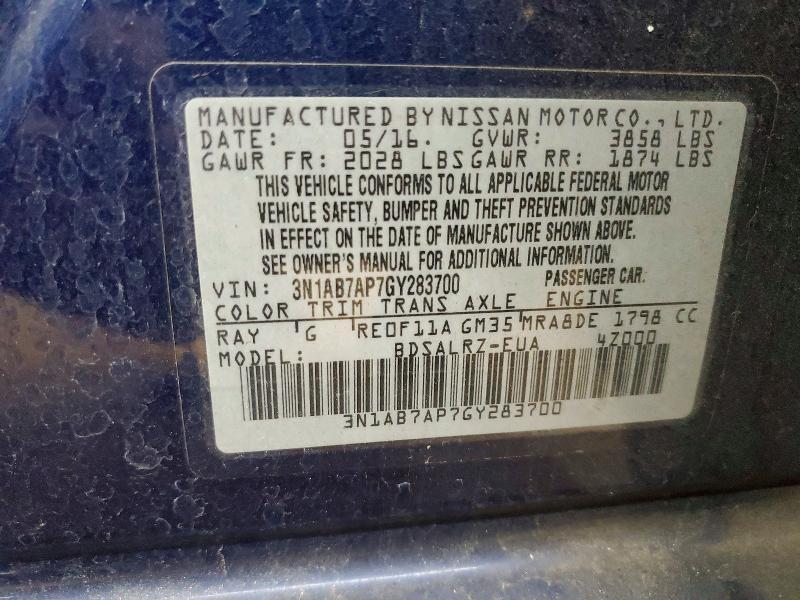 MANUFACTURED BY NISSAN MOTOR CO., LTD.
DATE: 05/16. GVWR: 3858 LBS
GAWR FR: 2028 LBS GAWR RR: 1874 LBS
THIS VEHICLE CONFORMS TO ALL APPLICABLE FEDERAL MOTOR
VEHICLE SAFETY, BUMPER AND THEFT PREVENTION STANDARDS
IN EFFECT ON THE DATE OF MANUFACTURE SHOWN ABOVE.
SEE OWNER'S MANUAL FOR ADDITIONAL INFORMATION.
VIN: 3N1AB7AP7GY283700 PASSENGER CAR
COLOR TRIM TRANS AXLE ENGINE
RAY G RE0F11A GM35 MRA8DE 1798 CC
MODEL: BDSALRZ-EUA 4Z000
3N1AB7AP7GY283700